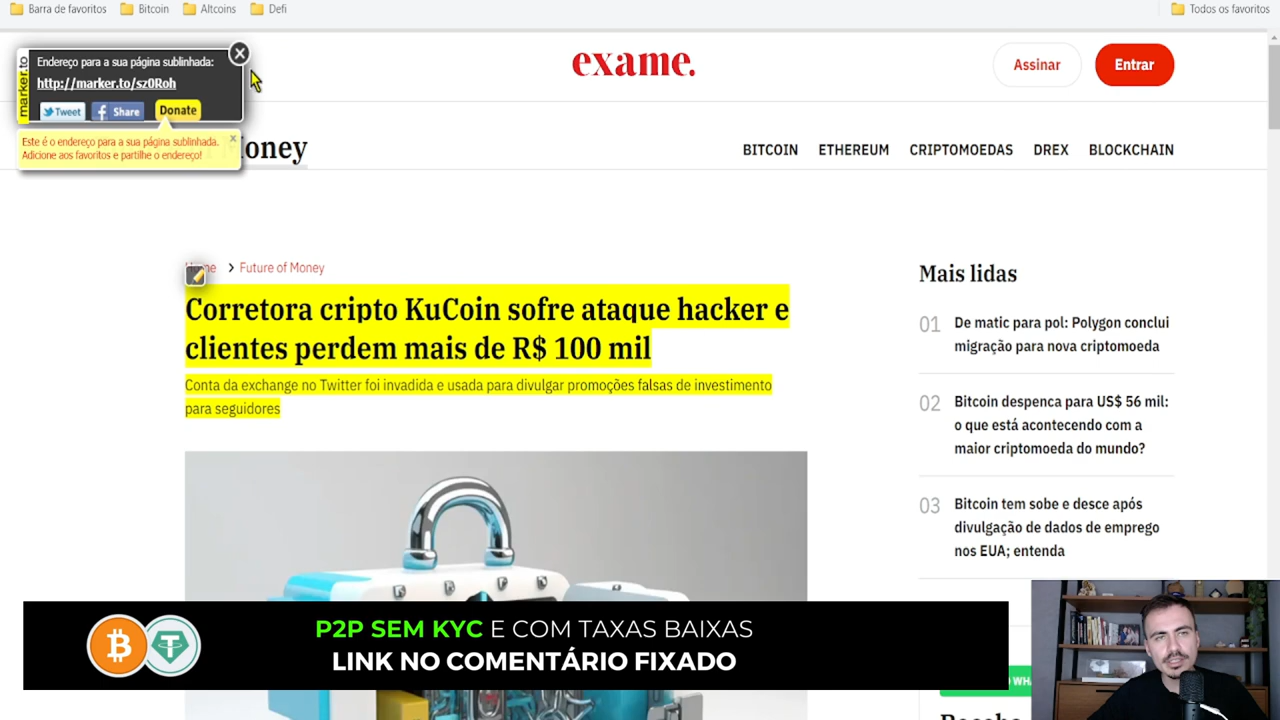 Barra de favoritos
Bitcoin
Altcoins
Defi
Todos os favoritos
marker.to
Endereço para a sua página sublinhada:
http://marker.to/sz0Roh
Tweet
Share
Donate
Este é o endereço para a sua página sublinhada.
Adicione aos favoritos e partilhe o endereço!
exame.
Assinar
Entrar
oney
BITCOIN
ETHEREUM
CRIPTOMOEDAS
DREX
BLOCKCHAIN
Home > Future of Money
Corretora cripto KuCoin sofre ataque hacker e
clientes perdem mais de R$ 100 mil
Conta da exchange no Twitter foi invadida e usada para divulgar promoções falsas de investimento
para seguidores
Mais lidas
01 De matic para pol: Polygon conclui
migração para nova criptomoeda
02 Bitcoin despenca para US$ 56 mil:
o que está acontecendo com a
maior criptomoeda do mundo?
03 Bitcoin tem sobe e desce após
divulgação de dados de emprego
nos EUA; entenda
P2P SEM KYC E COM TAXAS BAIXAS
LINK NO COMENTÁRIO FIXADO